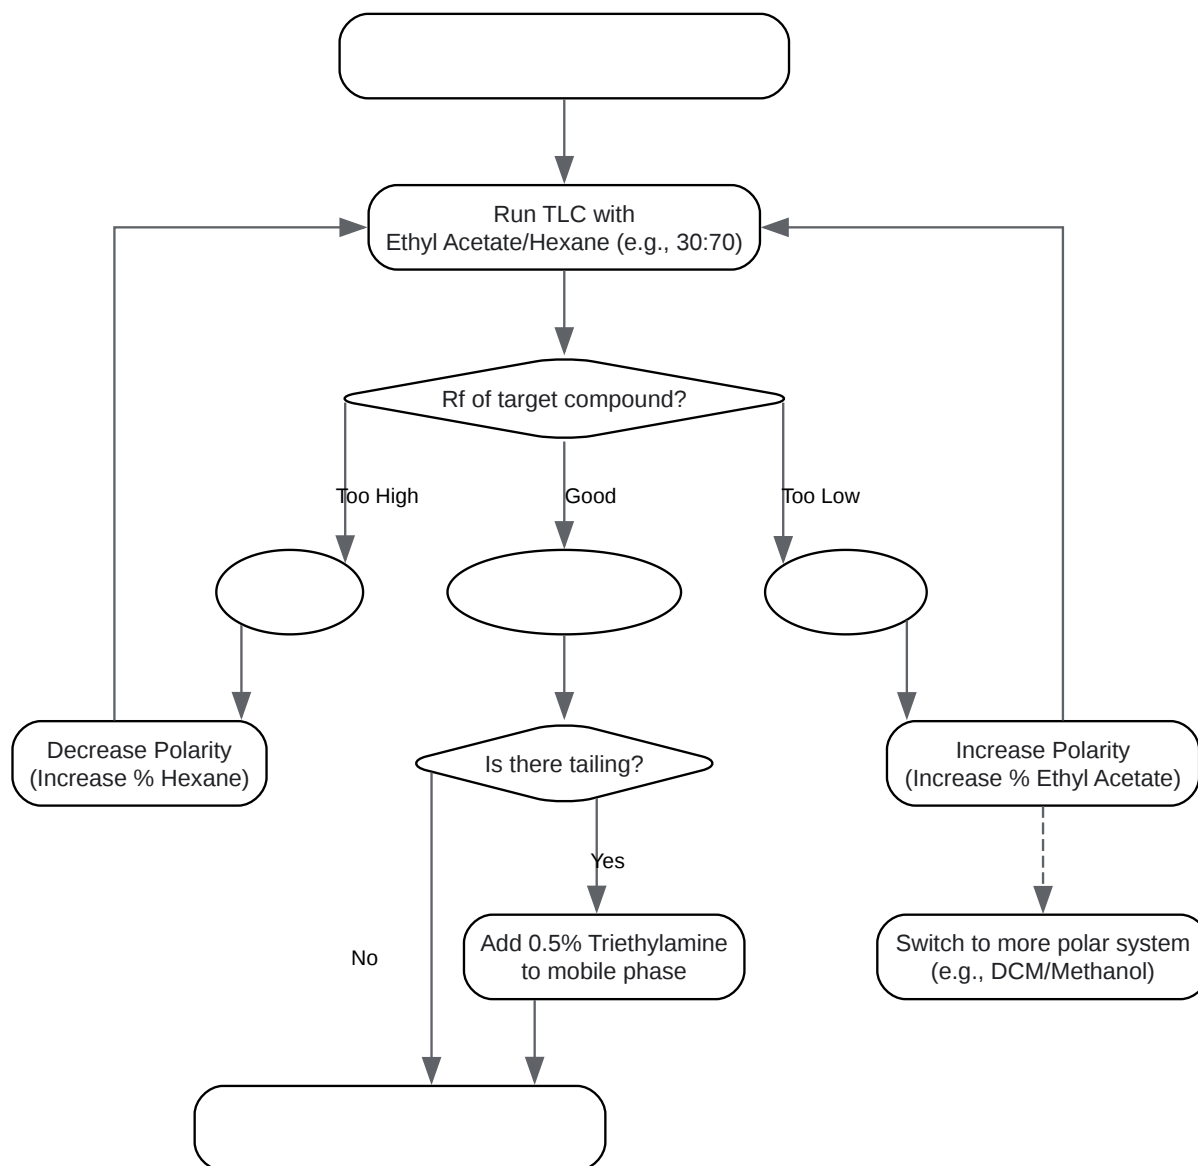 Run TLC with
Ethyl Acetate/Hexane (e.g., 30:70)
Rf of target compound?
Too High
Good
Too Low
Decrease Polarity
(Increase % Hexane)
Is there tailing?
Increase Polarity
(Increase % Ethyl Acetate)
Yes
No
Add 0.5% Triethylamine
to mobile phase
Switch to more polar system
(e.g., DCM/Methanol)